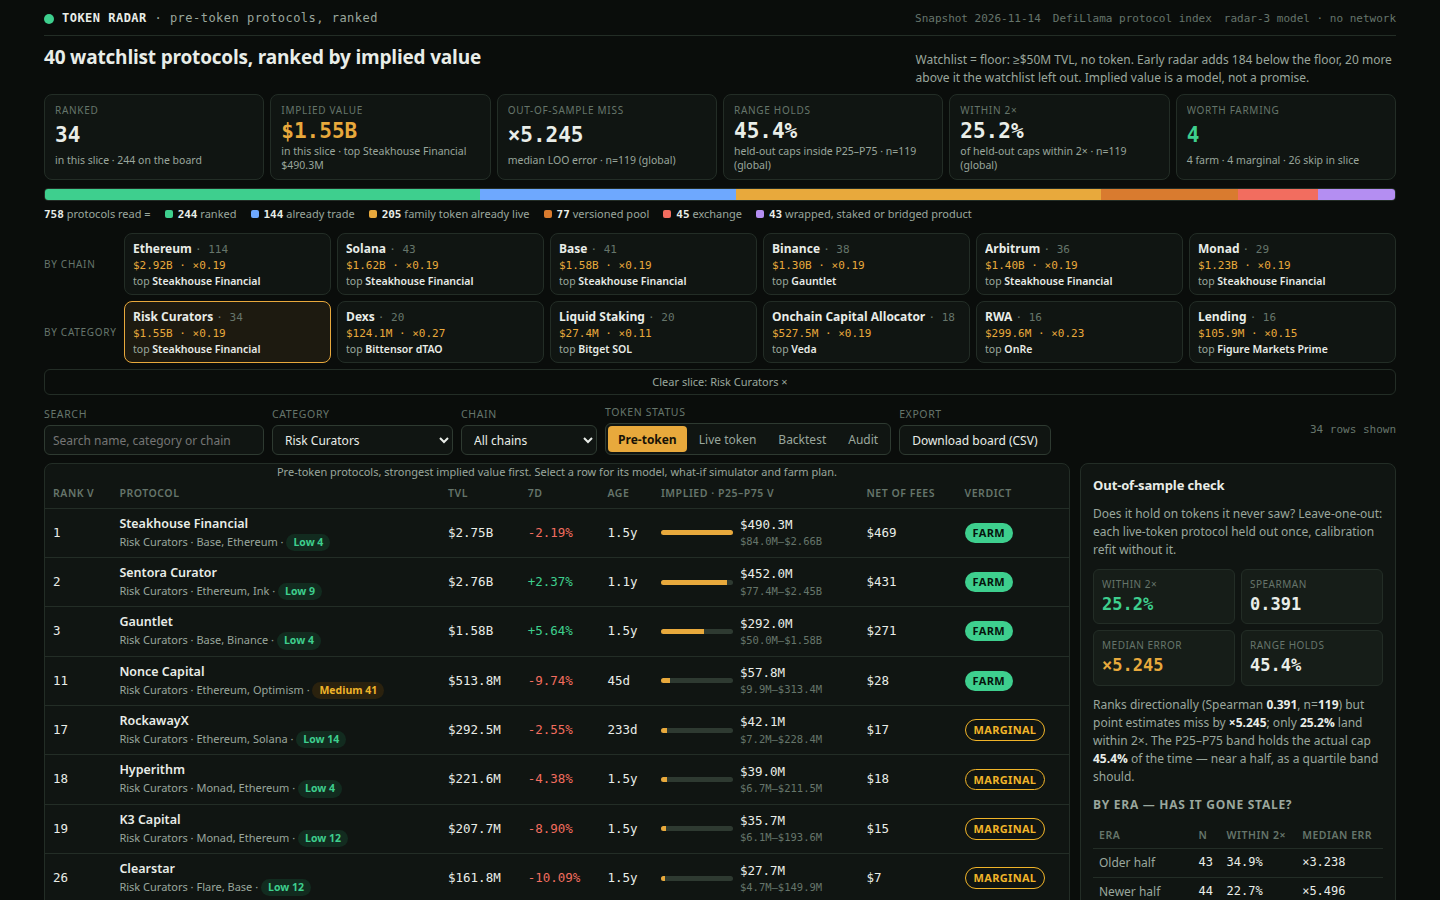 TOKEN RADAR · pre-token protocols, ranked
Snapshot 2026-11-14 DefiLlama protocol index radar-3 model · no network
40 watchlist protocols, ranked by implied value
Watchlist = floor: ≥$50M TVL, no token. Early radar adds 184 below the floor, 20 more
above it the watchlist left out. Implied value is a model, not a promise.
RANKED
34
in this slice · 244 on the board
IMPLIED VALUE
$1.55B
in this slice · top Steakhouse Financial
$490.3M
OUT-OF-SAMPLE MISS
×5.245
median LOO error · n=119 (global)
RANGE HOLDS
45.4%
held-out caps inside P25–P75 · n=119
(global)
WITHIN 2×
25.2%
of held-out caps within 2× · n=119
(global)
WORTH FARMING
4
4 farm · 4 marginal · 26 skip in slice
758 protocols read = 244 ranked 144 already trade 205 family token already live 77 versioned pool 45 exchange 43 wrapped, staked or bridged product
BY CHAIN
Ethereum · 114
$2.92B · ×0.19
top Steakhouse Financial
Solana · 43
$1.62B · ×0.19
top Steakhouse Financial
Base · 41
$1.58B · ×0.19
top Steakhouse Financial
Binance · 38
$1.30B · ×0.19
top Gauntlet
Arbitrum · 36
$1.40B · ×0.19
top Steakhouse Financial
Monad · 29
$1.23B · ×0.19
top Steakhouse Financial
BY CATEGORY
Risk Curators · 34
$1.55B · ×0.19
top Steakhouse Financial
Dexs · 20
$124.1M · ×0.27
top Bittensor dTAO
Liquid Staking · 20
$27.4M · ×0.11
top Bitget SOL
Onchain Capital Allocator · 18
$527.5M · ×0.19
top Veda
RWA · 16
$299.6M · ×0.23
top OnRe
Lending · 16
$105.9M · ×0.15
top Figure Markets Prime
Clear slice: Risk Curators ×
SEARCH
Search name, category or chain
CATEGORY
Risk Curators
CHAIN
All chains
TOKEN STATUS
Pre-token Live token Backtest Audit
EXPORT
Download board (CSV)
34 rows shown
Pre-token protocols, strongest implied value first. Select a row for its model, what-if simulator and farm plan.
RANK V PROTOCOL TVL 7D AGE IMPLIED · P25–P75 V NET OF FEES VERDICT
1 Steakhouse Financial $2.75B -2.19% 1.5y $490.3M $469 FARM
Risk Curators · Base, Ethereum · Low 4 $84.0M–$2.66B
2 Sentora Curator $2.76B +2.37% 1.1y $452.0M $431 FARM
Risk Curators · Ethereum, Ink · Low 9 $77.4M–$2.45B
3 Gauntlet $1.58B +5.64% 1.5y $292.0M $271 FARM
Risk Curators · Base, Binance · Low 4 $50.0M–$1.58B
11 Nonce Capital $513.8M -9.74% 45d $57.8M $28 FARM
Risk Curators · Ethereum, Optimism · Medium 41 $9.9M–$313.4M
17 RockawayX $292.5M -2.55% 233d $42.1M $17 MARGINAL
Risk Curators · Ethereum, Solana · Low 14 $7.2M–$228.4M
18 Hyperithm $221.6M -4.38% 1.5y $39.0M $18 MARGINAL
Risk Curators · Monad, Ethereum · Low 4 $6.7M–$211.5M
19 K3 Capital $207.7M -8.90% 1.5y $35.7M $15 MARGINAL
Risk Curators · Monad, Ethereum · Low 12 $6.1M–$193.6M
26 Clearstar $161.8M -10.09% 1.5y $27.7M $7 MARGINAL
Risk Curators · Flare, Base · Low 12 $4.7M–$149.9M
Out-of-sample check
Does it hold on tokens it never saw? Leave-one-out:
each live-token protocol held out once, calibration
refit without it.
WITHIN 2×
25.2%
SPEARMAN
0.391
MEDIAN ERROR
×5.245
RANGE HOLDS
45.4%
Ranks directionally (Spearman 0.391, n=119) but
point estimates miss by ×5.245; only 25.2% land
within 2×. The P25–P75 band holds the actual cap
45.4% of the time — near a half, as a quartile band
should.
BY ERA — HAS IT GONE STALE?
ERA N WITHIN 2× MEDIAN ERR
Older half 43 34.9% ×3.238
Newer half 44 22.7% ×5.496